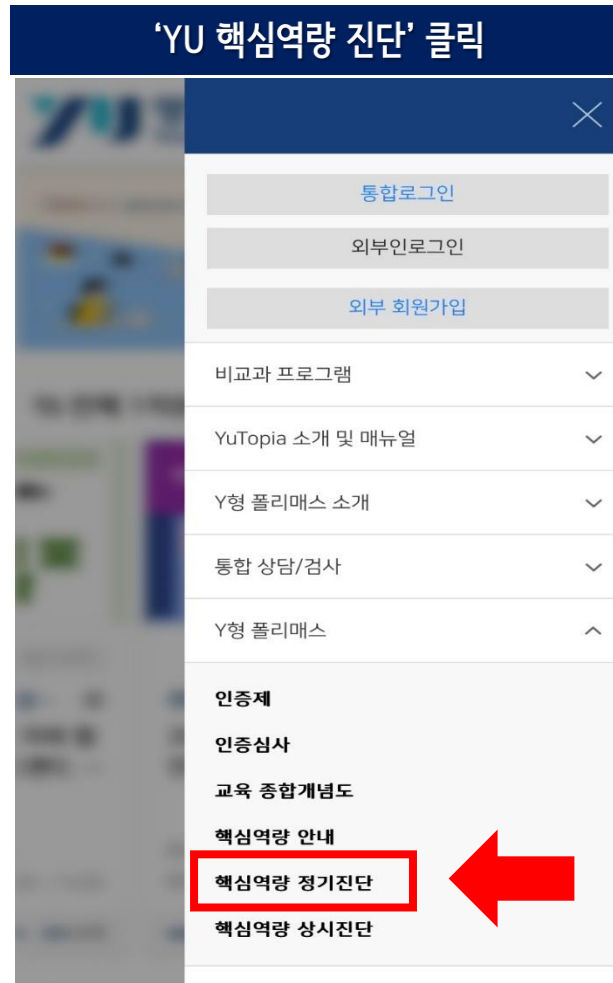 ‘YU 핵심역량 진단’ 클릭
YU
통합로그인
외부인로그인
외부 회원가입
비교과 프로그램
YuTopia 소개 및 매뉴얼
Y형 폴리매스 소개
통합 상담/검사
Y형 폴리매스
인증제
인증심사
교육 종합개념도
핵심역량 안내
핵심역량 정기진단
핵심역량 상시진단